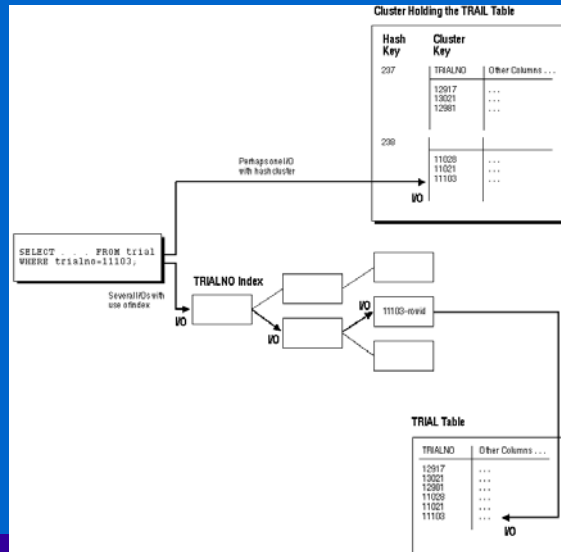 Cluster Holding the TRAIL Table
Hash Key
Cluster Key
237
TRIALNO Other Columns ...
12917 ...
13021 ...
12981 ...
238
11028 ...
11021 ...
11103 ...
Perhaps one I/O
with hash cluster
I/O
SELECT . . . FROM trial
WHERE trialno=11103;
Several I/Os with
use of index
TRIALNO Index
I/O
I/O
I/O
11103-rowid
TRIAL Table
TRIALNO Other Columns ...
12917 ...
13021 ...
12981 ...
11028 ...
11021 ...
11103 ...
I/O